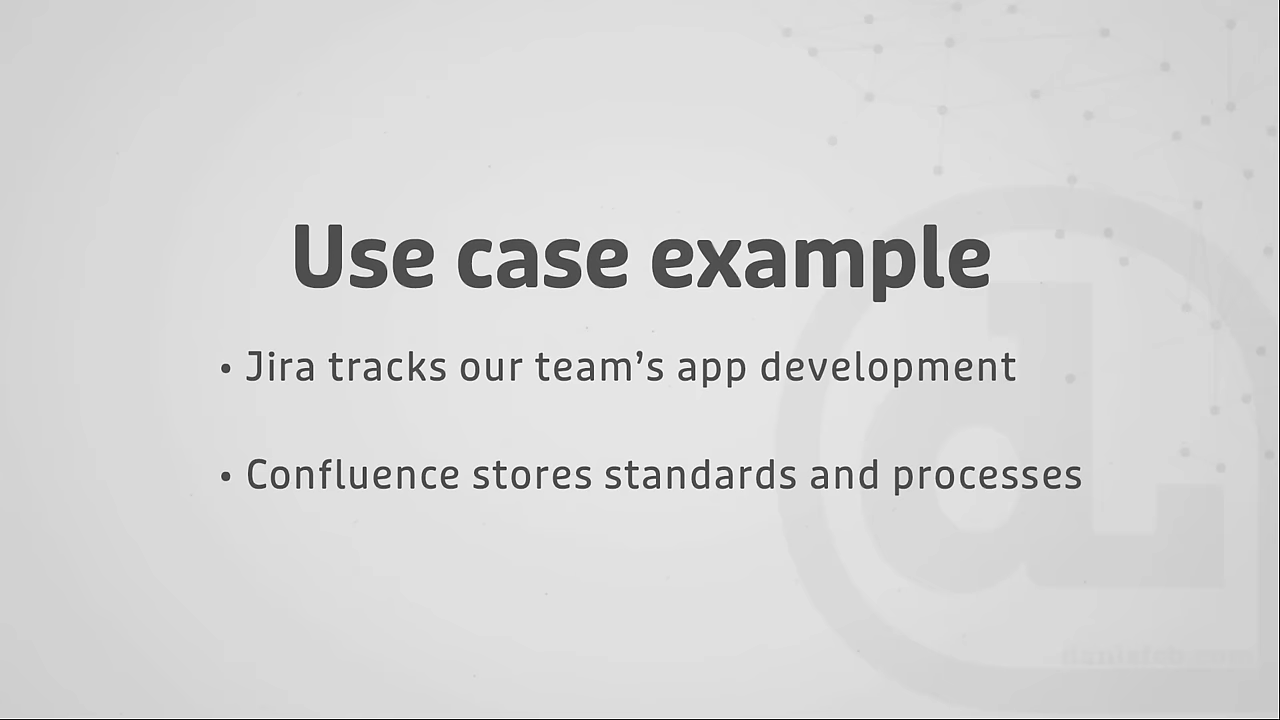 Use case example
• Jira tracks our team’s app development
• Confluence stores standards and processes